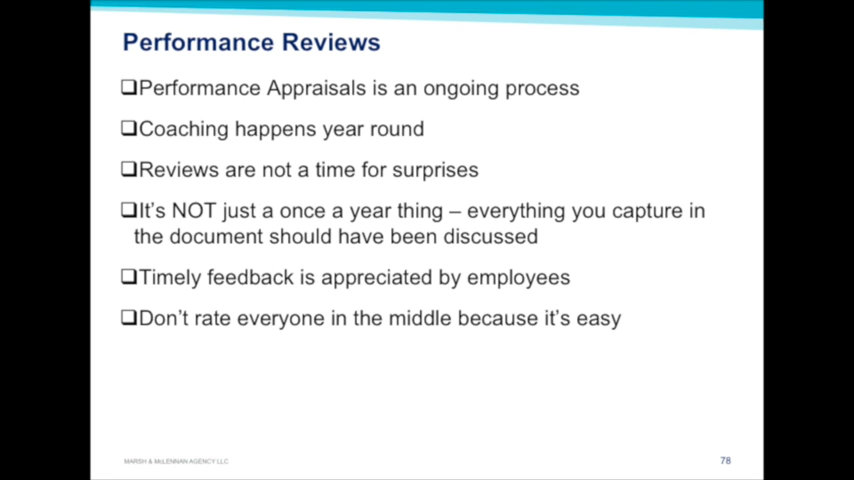 Performance Reviews
❑Performance Appraisals is an ongoing process
❑Coaching happens year round
❑Reviews are not a time for surprises
❑It's NOT just a once a year thing – everything you capture in
the document should have been discussed
❑Timely feedback is appreciated by employees
❑Don't rate everyone in the middle because it's easy
MARSH & McLENNAN AGENCY LLC
78